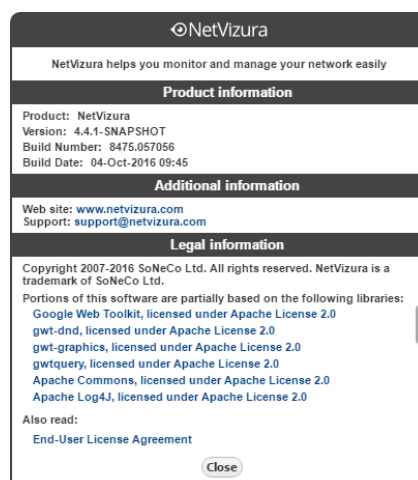 NetVizura
NetVizura helps you monitor and manage your network easily
Product information
Product: NetVizura
Version: 4.4.1-SNAPSHOT
Build Number: 8475.057056
Build Date: 04-Oct-2016 09:45
Additional information
Web site: www.netvizura.com
Support: support@netvizura.com
Legal information
Copyright 2007-2016 SoNeCo Ltd. All rights reserved. NetVizura is a
trademark of SoNeCo Ltd.
Portions of this software are partially based on the following libraries:
Google Web Toolkit, licensed under Apache License 2.0
gwt-dnd, licensed under Apache License 2.0
gwt-graphics, licensed under Apache License 2.0
gwtquery, licensed under Apache License 2.0
Apache Commons, licensed under Apache License 2.0
Apache Log4J, licensed under Apache License 2.0
Also read:
End-User License Agreement
Close